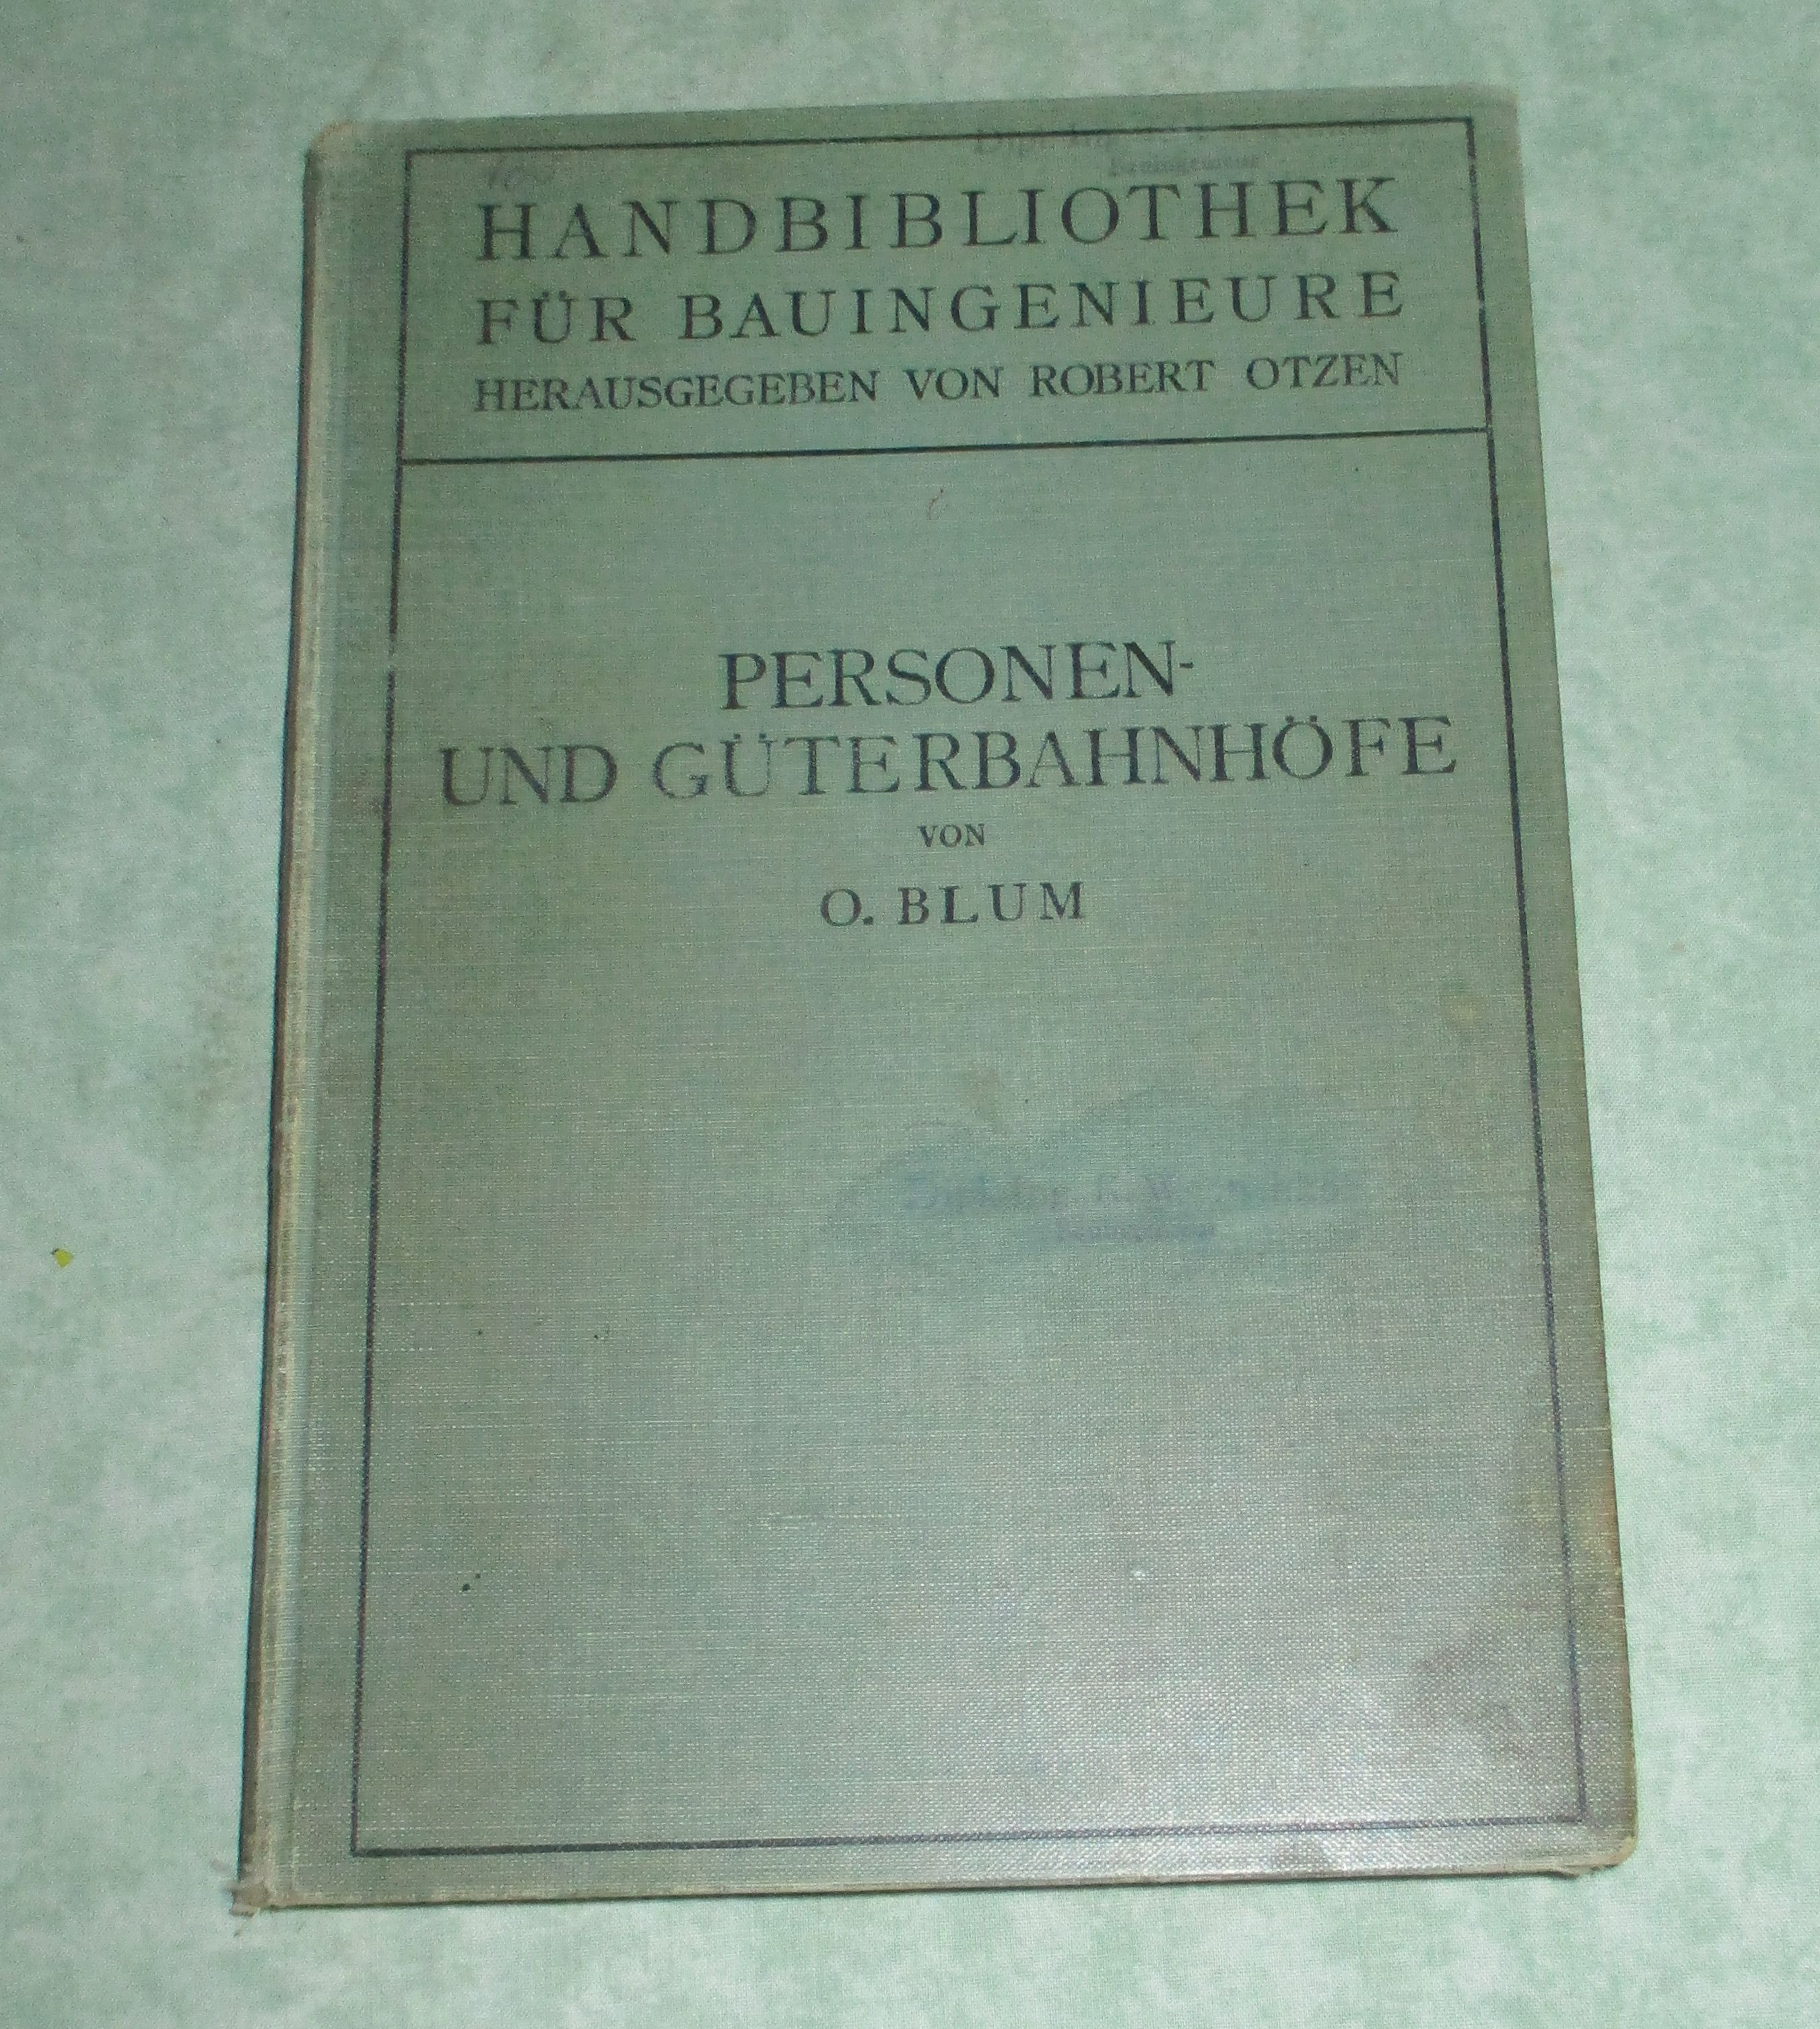 HANDBIBLIOTHEK
FÜR BAUINGENIEURE
HERAUSGEGEBEN VON ROBERT OTZEN
PERSONEN-
UND GÜTERBAHNHÖFE
VON
O. BLUM